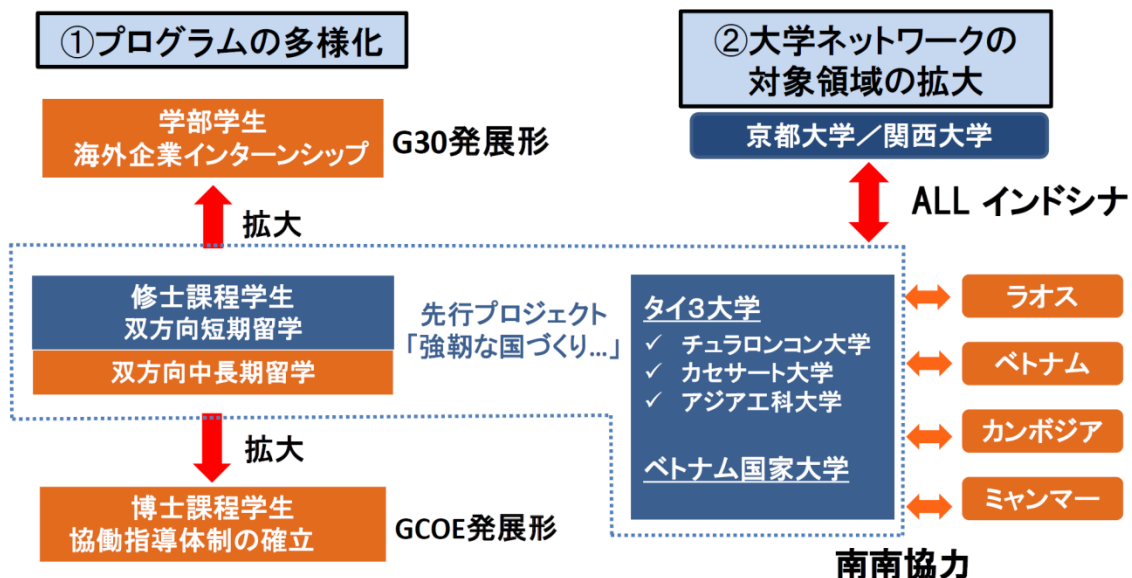 ①プログラムの多様化
学部学生
海外企業インターンシップ
G30発展形
拡大
修士課程学生
双方向短期留学
双方向中長期留学
先行プロジェクト
「強靭な国づくり...」
拡大
博士課程学生
協働指導体制の確立
GCOE発展形
②大学ネットワークの
対象領域の拡大
京都大学／関西大学
ALL インドシナ
タイ3大学
✓ チュラロンコン大学
✓ カセサート大学
✓ アジア工科大学
ベトナム国家大学
ラオス
ベトナム
カンボジア
ミャンマー
南南協力